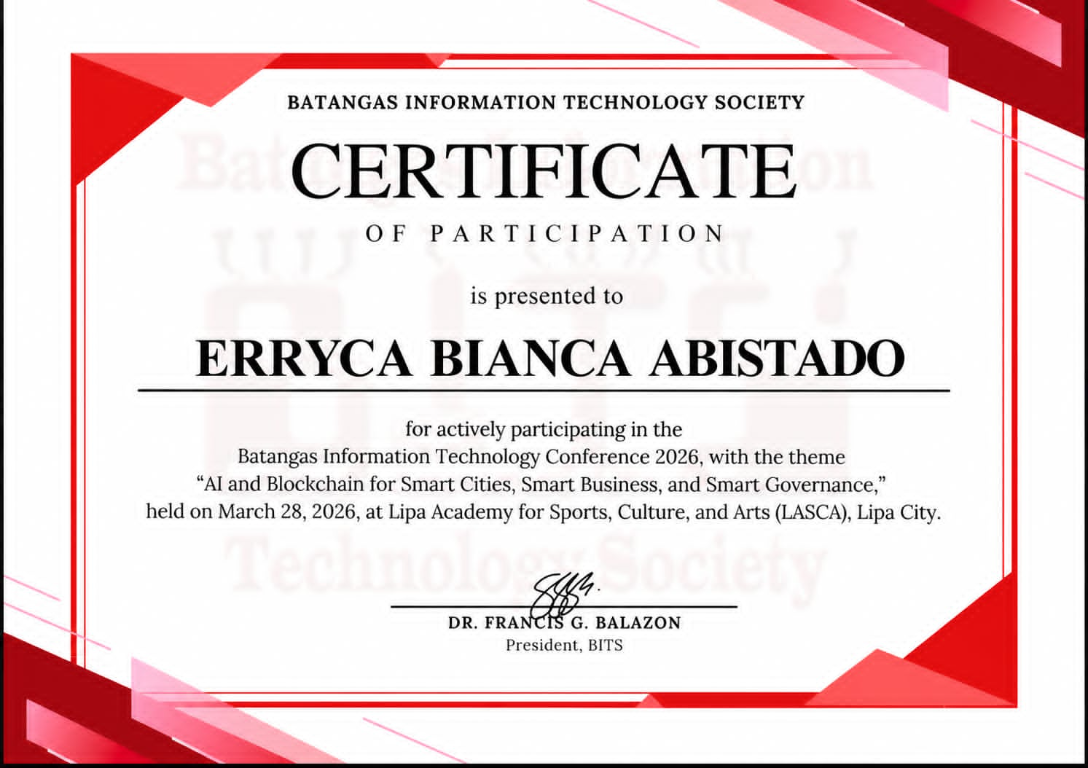 BATANGAS INFORMATION TECHNOLOGY SOCIETY
CERTIFICATE
OF PARTICIPATION
is presented to
ERRYCA BIANCA ABISTADO
for actively participating in the
Batangas Information Technology Conference 2026, with the theme
“AI and Blockchain for Smart Cities, Smart Business, and Smart Governance,”
held on March 28, 2026, at Lipa Academy for Sports, Culture, and Arts (LASCA), Lipa City.
Technology Society
DR. FRANCIS G. BALAZON
President, BITS